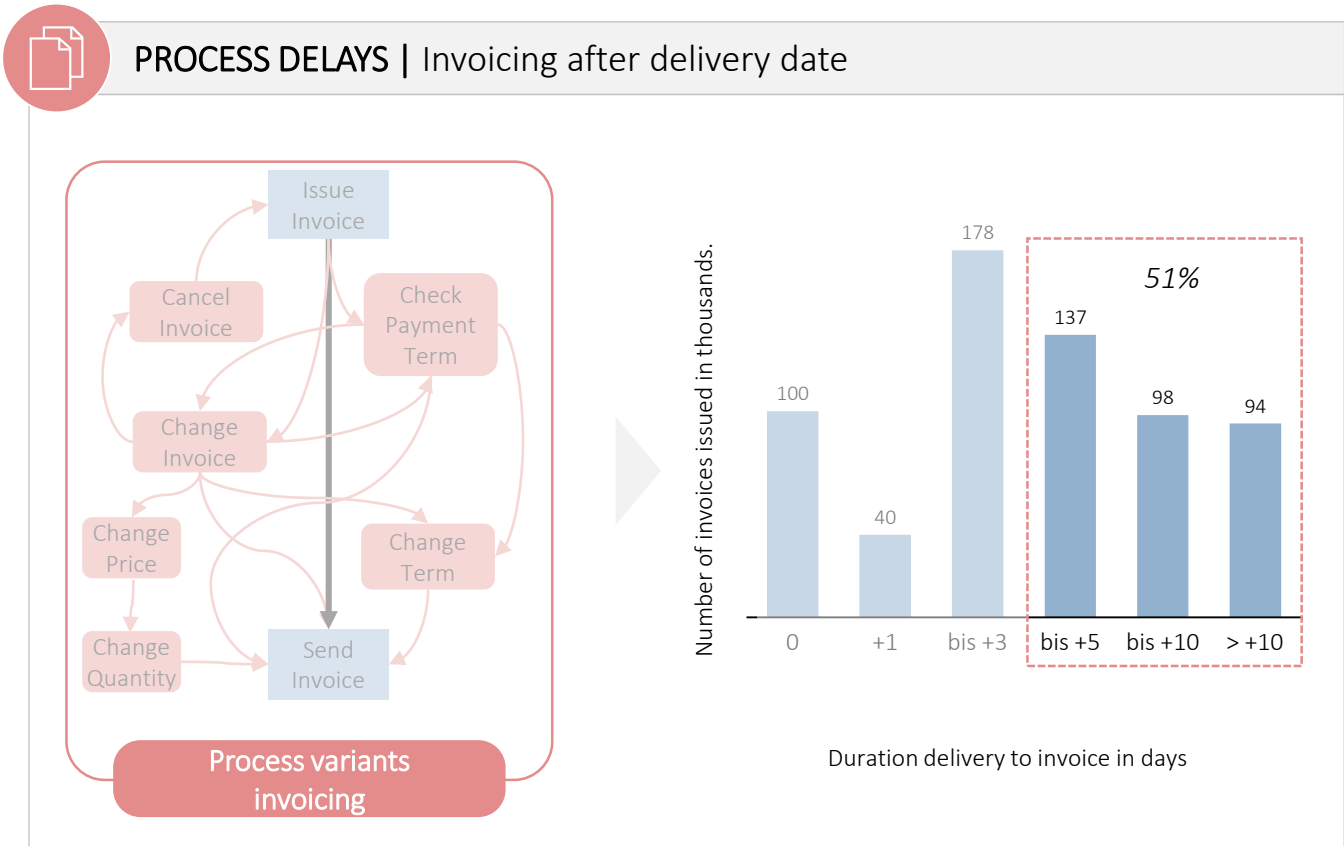 PROCESS DELAYS | Invoicing after delivery date
Issue
Invoice
Cancel
Invoice
Check
Payment
Term
Change
Invoice
Change
Price
Change
Term
Change
Quantity
Send
Invoice
Process variants
invoicing
Number of invoices issued in thousands.
100
40
178
137
98
94
51%
0
+1
bis +3
bis +5
bis +10
> +10
Duration delivery to invoice in days